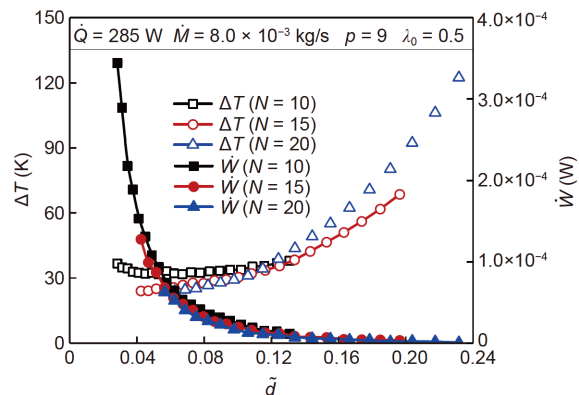 Q̇ = 285 W Ṁ = 8.0 × 10⁻³ kg/s p = 9 λ₀ = 0.5
150
120
90
60
30
0
ΔT (K)
ΔT (N = 10)
ΔT (N = 15)
ΔT (N = 20)
Ẇ (N = 10)
Ẇ (N = 15)
Ẇ (N = 20)
4.0×10⁻⁴
3.0×10⁻⁴
2.0×10⁻⁴
1.0×10⁻⁴
0
Ẇ (W)
0 0.04 0.08 0.12 0.16 0.20 0.24
d̃